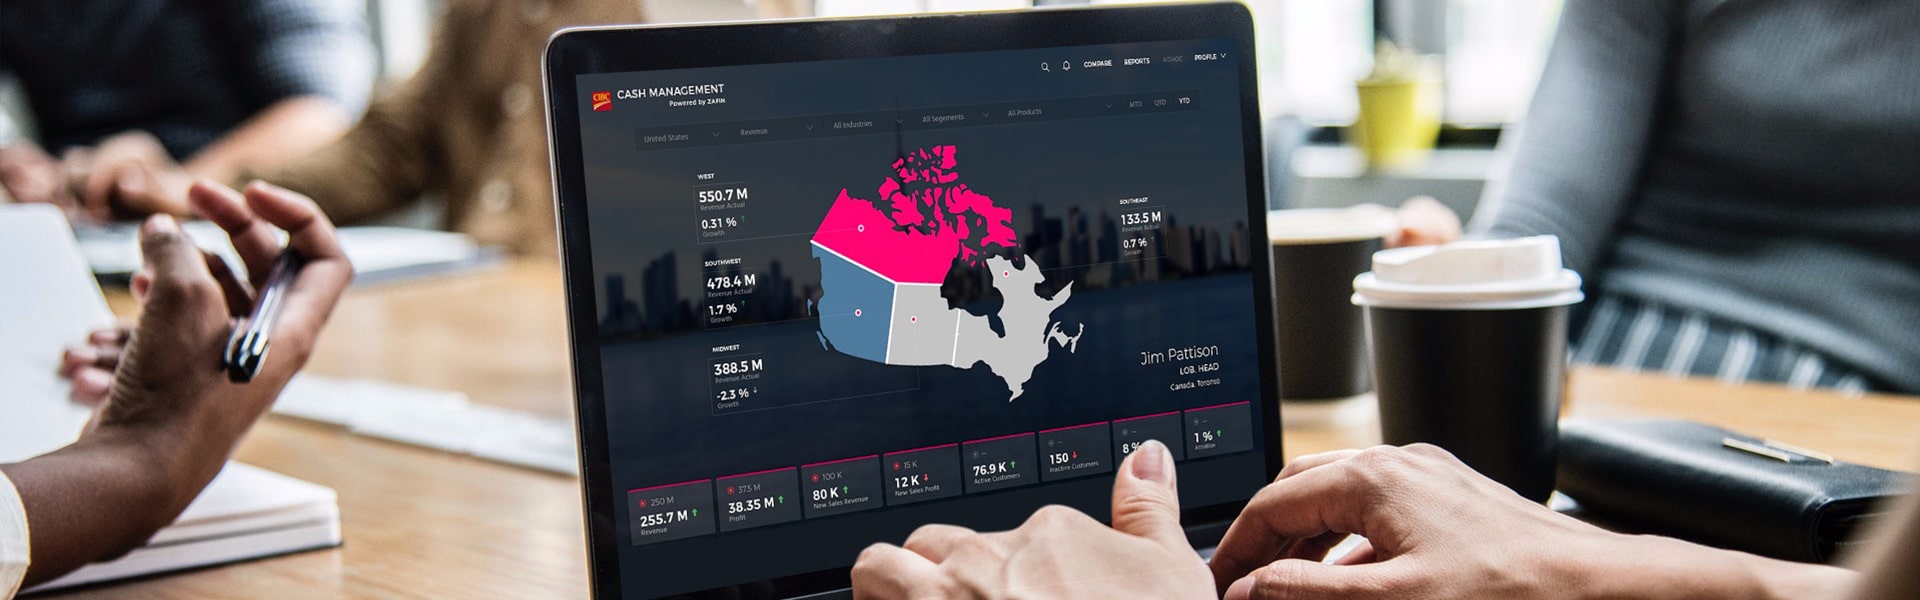 CIBC
CASH MANAGEMENT
Powered by ZAFIN
COMPARE
REPORTS
ADHOC
PROFILE
United States
Revenue
All Industries
All Segements
All Products
MTD
QTD
YTD
WEST
550.7 M
Revenue Actual
0.31 %
Growth
SOUTHWEST
478.4 M
Revenue Actual
1.7 %
Growth
MIDWEST
388.5 M
Revenue Actual
-2.3 %
Growth
SOUTHEAST
133.5 M
Revenue Actual
0.7 %
Growth
Jim Pattison
LOB, HEAD
Canada, Toronto
250 M
255.7 M
Revenue
37.5 M
38.35 M
Profit
100 K
80 K
New Sales Revenue
15 K
12 K
New Sales Profit
--
76.9 K
Active Customers
--
150
Inactive Customers
--
8 %
--
1 %
Attrition